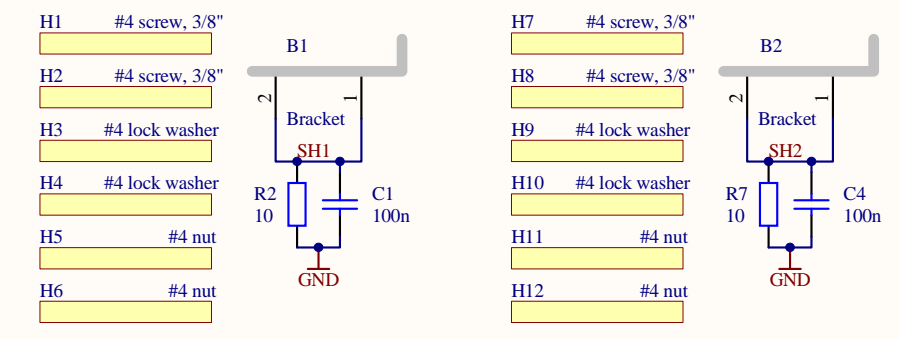 H1 #4 screw, 3/8"
H2 #4 screw, 3/8"
H3 #4 lock washer
H4 #4 lock washer
H5 #4 nut
H6 #4 nut
B1
2 1
Bracket
SH1
R2
10
C1
100n
GND
H7 #4 screw, 3/8"
H8 #4 screw, 3/8"
H9 #4 lock washer
H10 #4 lock washer
H11 #4 nut
H12 #4 nut
B2
2 1
Bracket
SH2
R7
10
C4
100n
GND